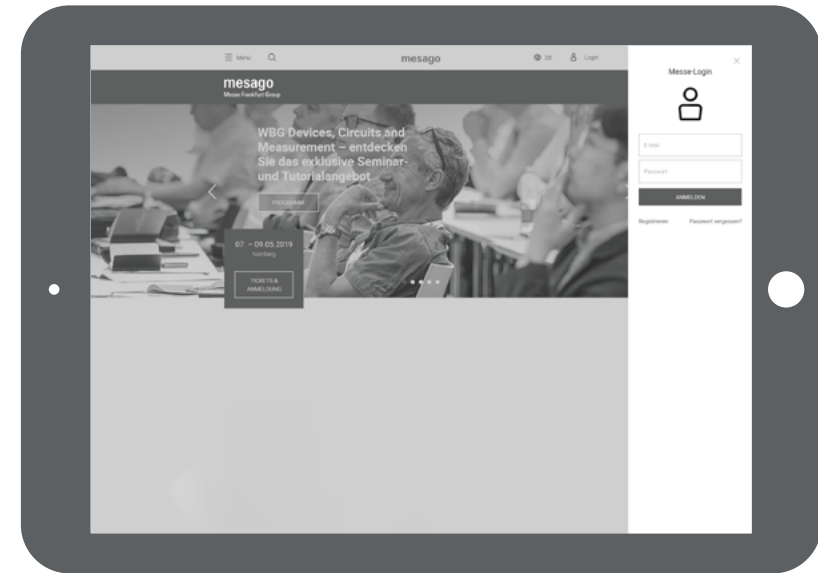 Menü
mesago
DE
Login
mesago
Messe Frankfurt Group
WBG Devices, Circuits and
Measurement – entdecken
Sie das exklusive Seminar-
und Tutorialangebot
PROGRAMM
07. – 09.05.2019
Nürnberg
TICKETS &
ANMELDUNG
Messe-Login
E-Mail
Passwort
ANMELDEN
Registrieren
Passwort vergessen?